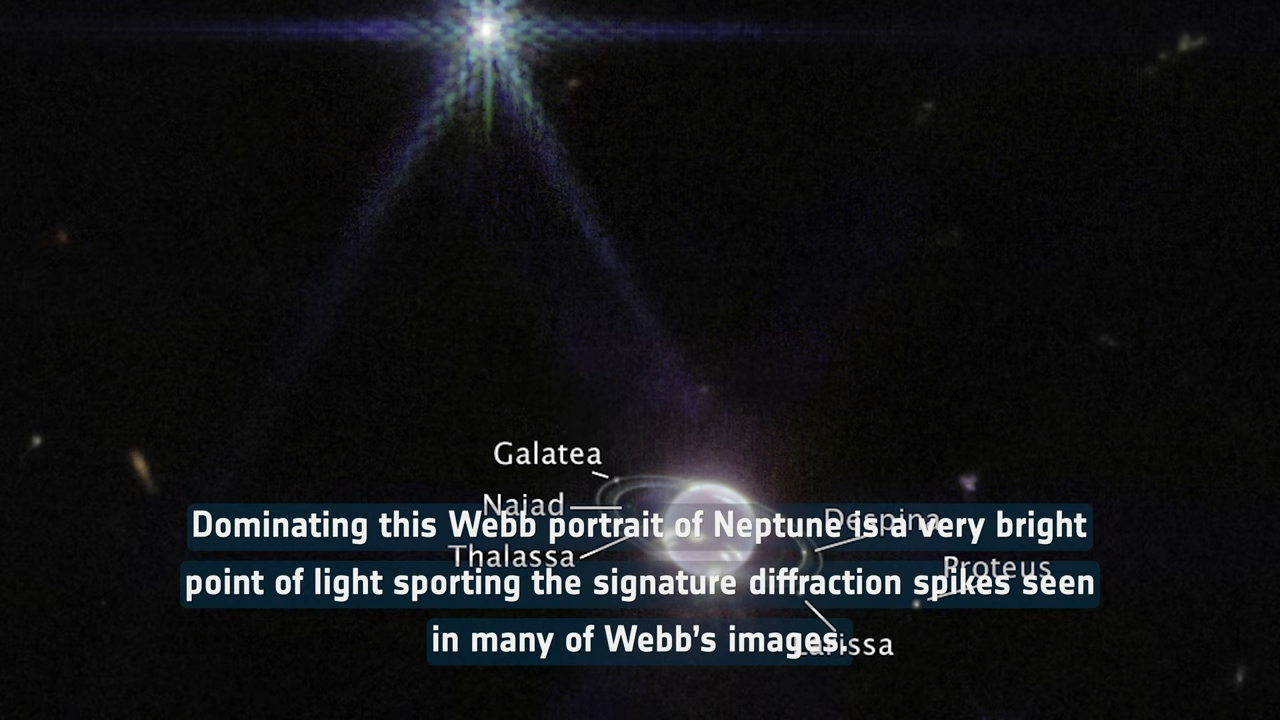 Galatea
Naiad
Thalassa
Despina
Proteus
Larissa
Dominating this Webb portrait of Neptune is a very bright
point of light sporting the signature diffraction spikes seen
in many of Webb's images.